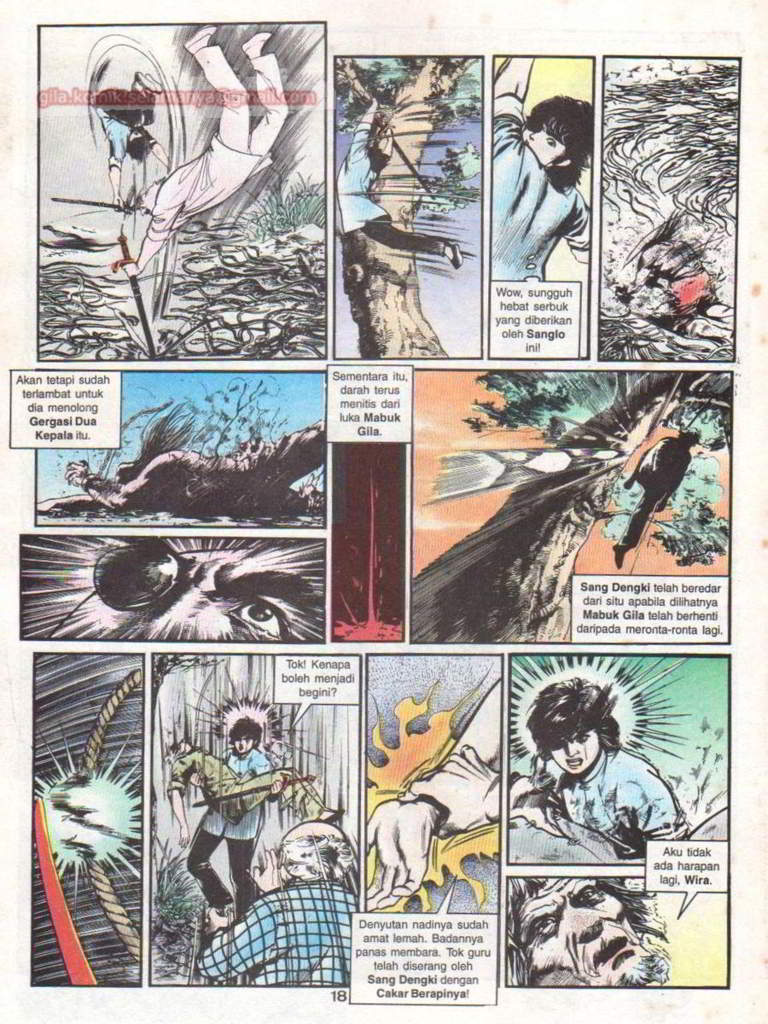 gila.komik.selamanya@gmail.com
Wow, sungguh
hebat serbuk
yang diberikan
oleh Sanglo
ini!
Akan tetapi sudah
terlambat untuk
dia menolong
Gergasi Dua
Kepala itu.
Sementara itu,
darah terus
menitis dari
luka Mabuk
Gila.
Sang Dengki telah beredar
dari situ apabila dilihatnya
Mabuk Gila telah berhenti
daripada meronta-ronta lagi.
Tok! Kenapa
boleh menjadi
begini?
Denyutan nadinya sudah
amat lemah. Badannya
panas membara. Tok guru
telah diserang oleh
Sang Dengki dengan
Cakar Berapinya!
Aku tidak
ada harapan
lagi, Wira.
18